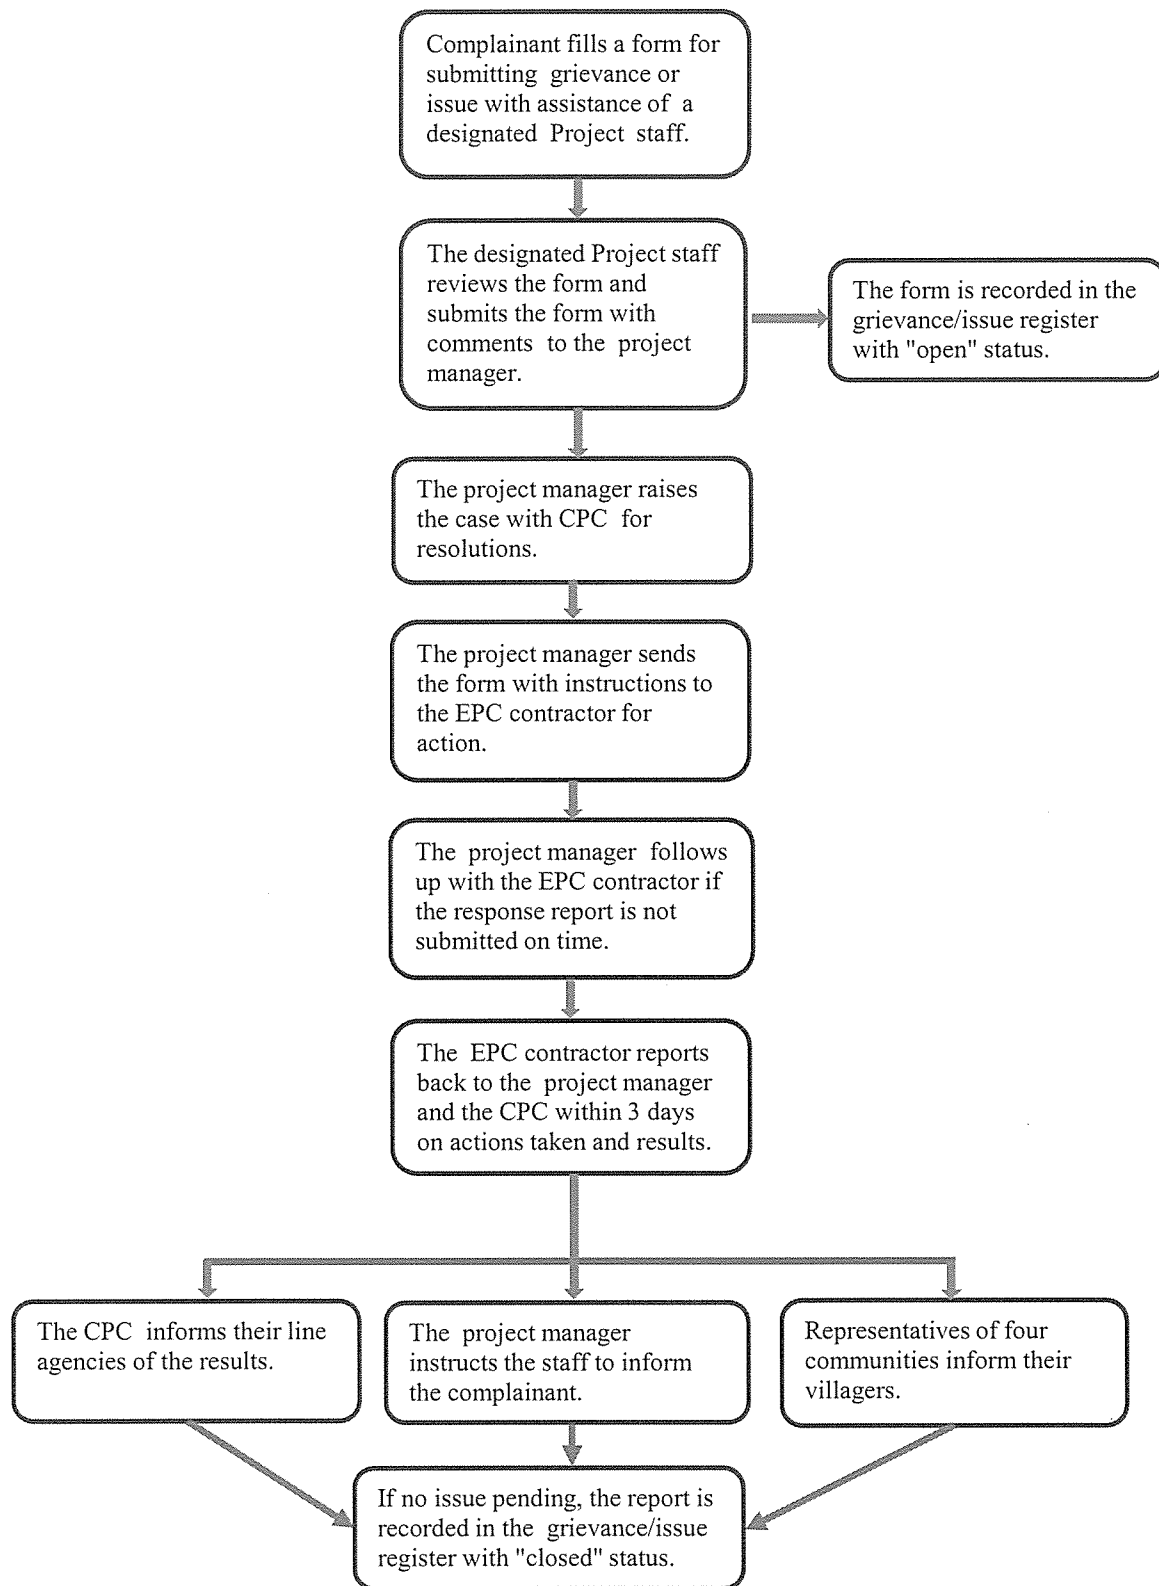 Complainant fills a form for
submitting grievance or
issue with assistance of a
designated Project staff.
The designated Project staff
reviews the form and
submits the form with
comments to the project
manager.
The form is recorded in the
grievance/issue register
with "open" status.
The project manager raises
the case with CPC for
resolutions.
The project manager sends
the form with instructions to
the EPC contractor for
action.
The project manager follows
up with the EPC contractor if
the response report is not
submitted on time.
The EPC contractor reports
back to the project manager
and the CPC within 3 days
on actions taken and results.
The CPC informs their line
agencies of the results.
The project manager
instructs the staff to inform
the complainant.
Representatives of four
communities inform their
villagers.
If no issue pending, the report is
recorded in the grievance/issue
register with "closed" status.